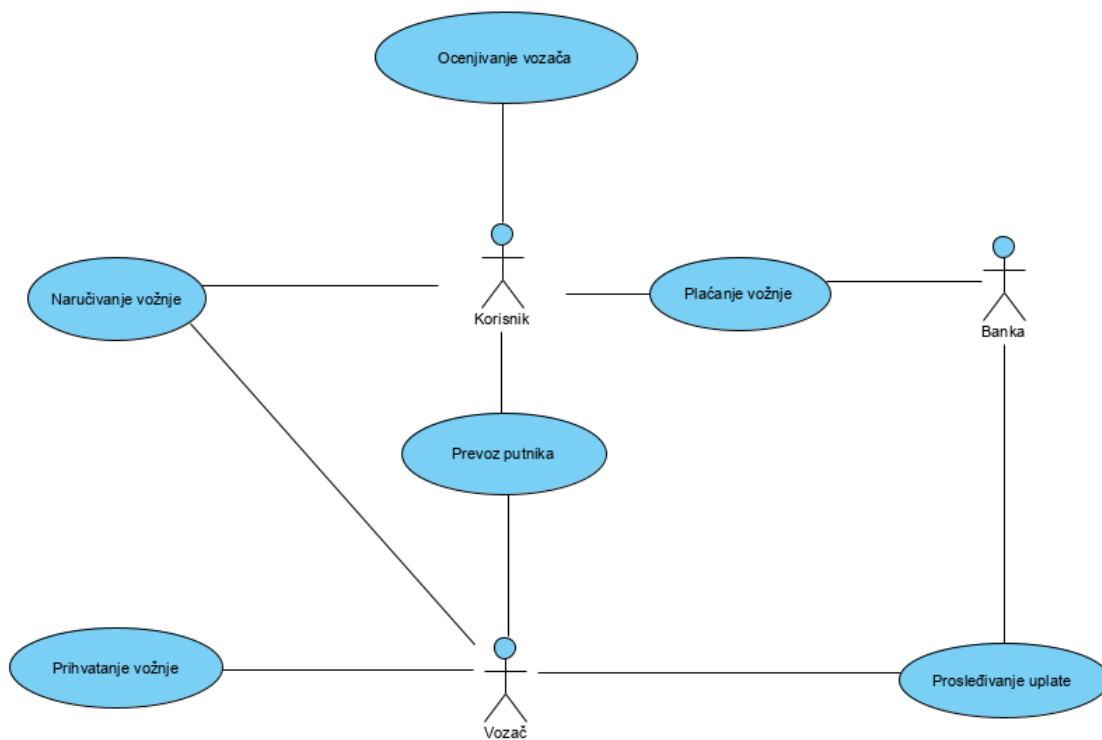 Ocenjivanje vozača
Naručivanje vožnje
Korisnik
Plaćanje vožnje
Banka
Prevoz putnika
Prihvatanje vožnje
Vozač
Prosleđivanje uplate